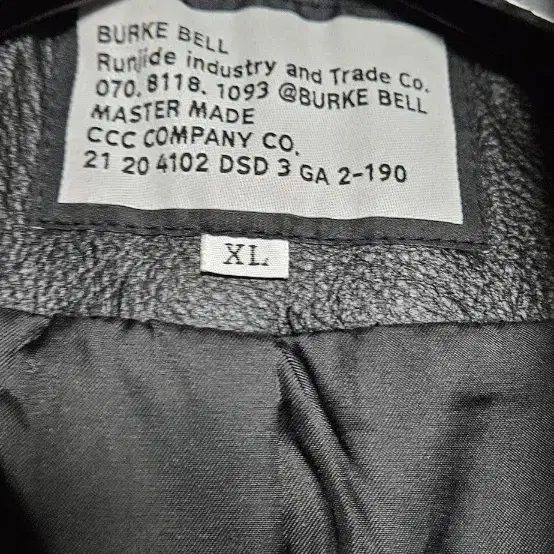 BURKE BELL
Runjide industry and Trade Co.
070. 8118. 1093 @BURKE BELL
MASTER MADE
CCC COMPANY CO.
21 20 4102 DSD 3 GA 2-190
XL